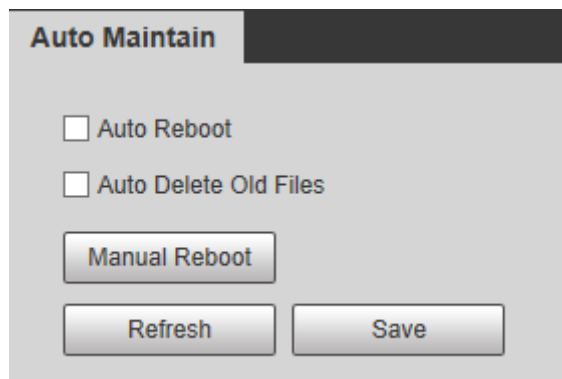 Auto Maintain
Auto Reboot
Auto Delete Old Files
Manual Reboot
Refresh Save